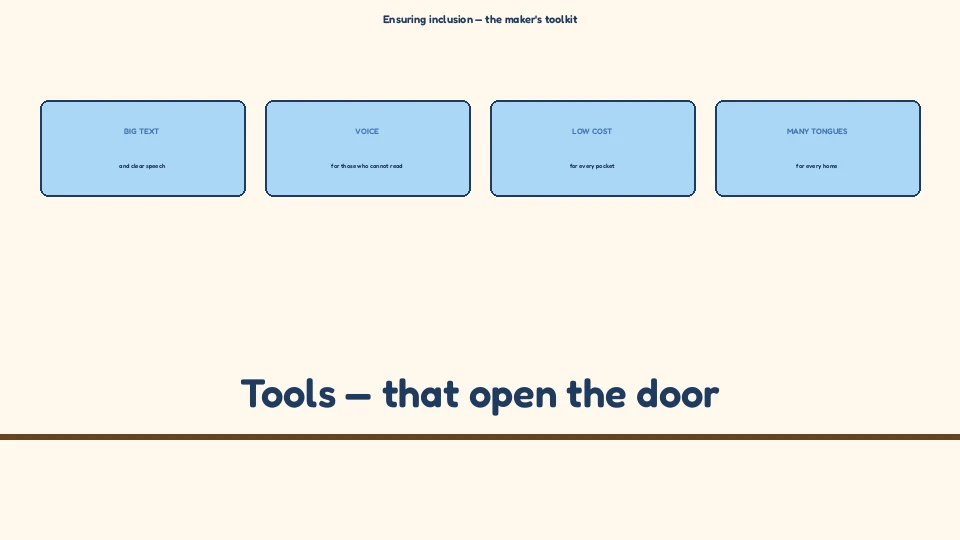 Ensuring inclusion — the maker's toolkit
BIG TEXT
and clear speech
VOICE
for those who cannot read
LOW COST
for every pocket
MANY TONGUES
for every home
Tools — that open the door